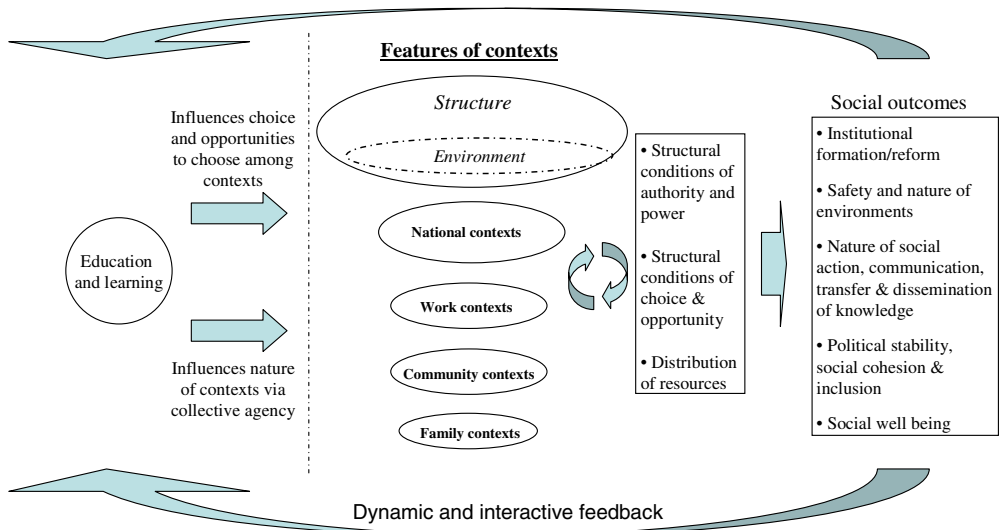 Features of contexts
Influences choice
and opportunities
to choose among
contexts
Education
and learning
Influences nature
of contexts via
collective agency
Structure
Environment
National contexts
Work contexts
Community contexts
Family contexts
• Structural
conditions of
authority and
power
• Structural
conditions of
choice &
opportunity
• Distribution
of resources
Social outcomes
• Institutional
formation/reform
• Safety and nature of
environments
• Nature of social
action, communication,
transfer & dissemination
of knowledge
• Political stability,
social cohesion &
inclusion
• Social well being
Dynamic and interactive feedback